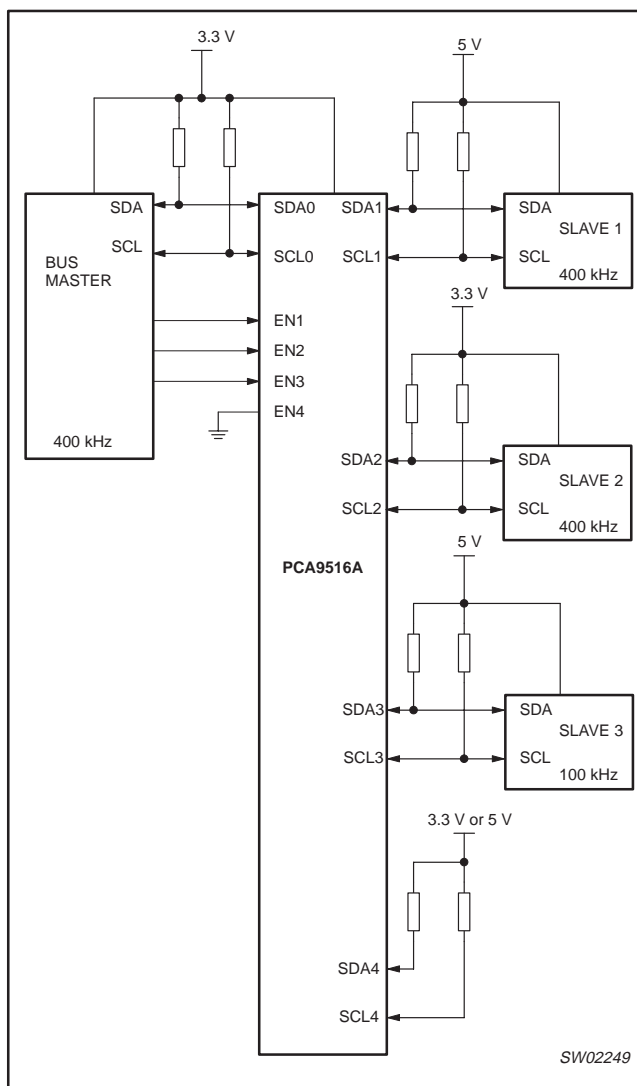 3.3 V
5 V
SDA
SDA0
SDA1
SDA
SCL
SCL0
SCL1
SLAVE 1
SCL
400 kHz
BUS
MASTER
EN1
EN2
EN3
EN4
400 kHz
3.3 V
SDA2
SDA
SLAVE 2
SCL2
SCL
400 kHz
PCA9516A
5 V
SDA3
SDA
SLAVE 3
SCL3
SCL
100 kHz
3.3 V or 5 V
SDA4
SCL4
SW02249